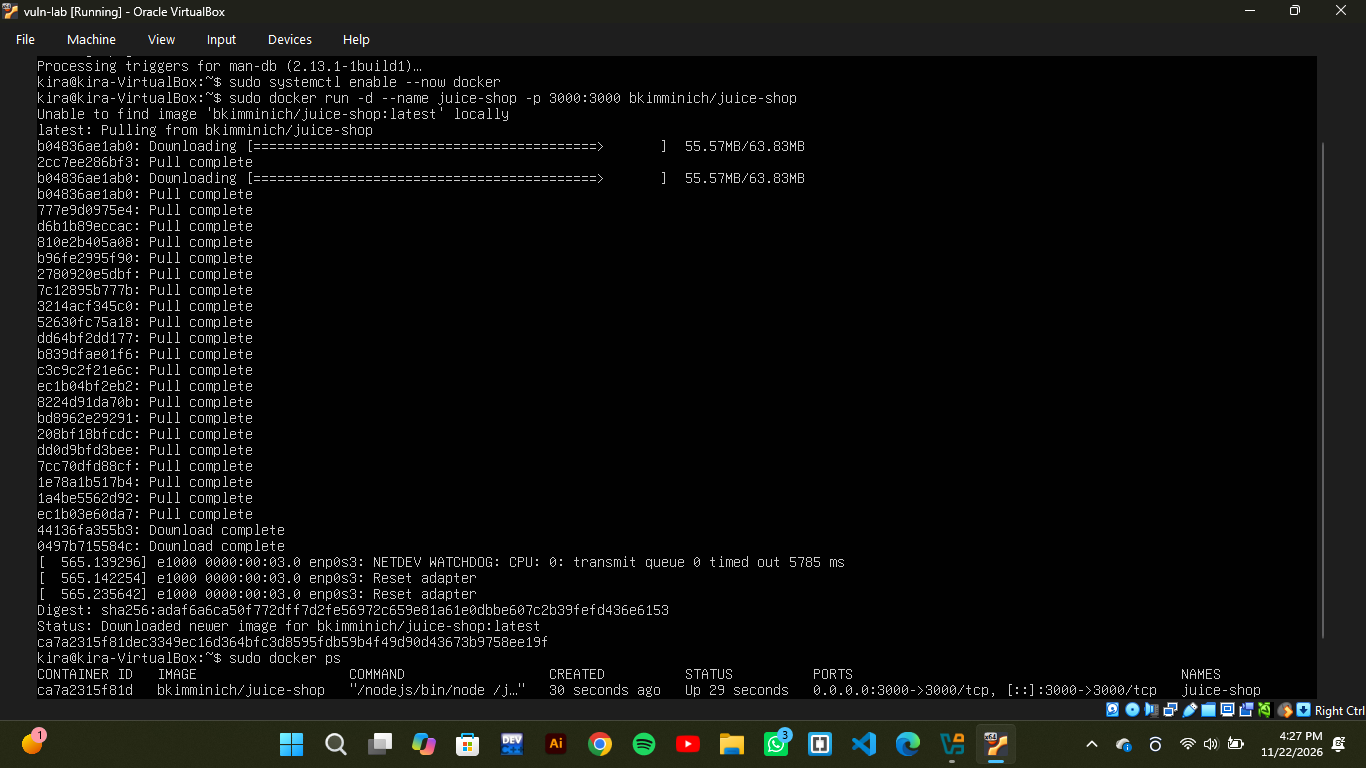 vuln-lab [Running] - Oracle VirtualBox
File Machine View Input Devices Help
Processing triggers for man-db (2.13.1-1build1)…
kira@kira-VirtualBox:~$ sudo systemctl enable --now docker
kira@kira-VirtualBox:~$ sudo docker run -d --name juice-shop -p 3000:3000 bkimminich/juice-shop
Unable to find image 'bkimminich/juice-shop:latest' locally
latest: Pulling from bkimminich/juice-shop
b04836ae1ab0: Downloading [===========================================>       ]  55.57MB/63.83MB
2cc7ee286bf3: Pull complete
b04836ae1ab0: Downloading [===========================================>       ]  55.57MB/63.83MB
b04836ae1ab0: Pull complete
777e9d0975e4: Pull complete
d6b1b89eccac: Pull complete
810e2b405a08: Pull complete
b96fe2995f90: Pull complete
2780920e5dbf: Pull complete
7c12895b777b: Pull complete
3214acf345c0: Pull complete
52630fc75a18: Pull complete
dd64bf2dd177: Pull complete
b839dfae01f6: Pull complete
c3c9c2f21e6c: Pull complete
ec1b04bf2eb2: Pull complete
8224d91da70b: Pull complete
bd8962e29291: Pull complete
208bf18bfcdc: Pull complete
dd0d9bfd3bee: Pull complete
7cc70dfd88cf: Pull complete
1e78a1b517b4: Pull complete
1a4be5562d92: Pull complete
ec1b03e60da7: Pull complete
44136fa355b3: Download complete
0497b715584c: Download complete
[  565.139296] e1000 0000:00:03.0 enp0s3: NETDEV WATCHDOG: CPU: 0: transmit queue 0 timed out 5785 ms
[  565.142254] e1000 0000:00:03.0 enp0s3: Reset adapter
[  565.235642] e1000 0000:00:03.0 enp0s3: Reset adapter
Digest: sha256:adaf6a6ca50f772dff7d2fe56972c659e81a61e0dbbe607c2b39fefd436e6153
Status: Downloaded newer image for bkimminich/juice-shop:latest
ca7a2315f81dec3349ec16d364bfc3d8595fdb59b4f49d90d43673b9758ee19f
kira@kira-VirtualBox:~$ sudo docker ps
CONTAINER ID   IMAGE                   COMMAND                  CREATED          STATUS          PORTS                                         NAMES
ca7a2315f81d   bkimminich/juice-shop   "/nodejs/bin/node /j…"   30 seconds ago   Up 29 seconds   0.0.0.0:3000->3000/tcp, [::]:3000->3000/tcp   juice-shop
Right Ctrl
1
DEV
Ai
3
x64
4:27 PM
11/22/2026